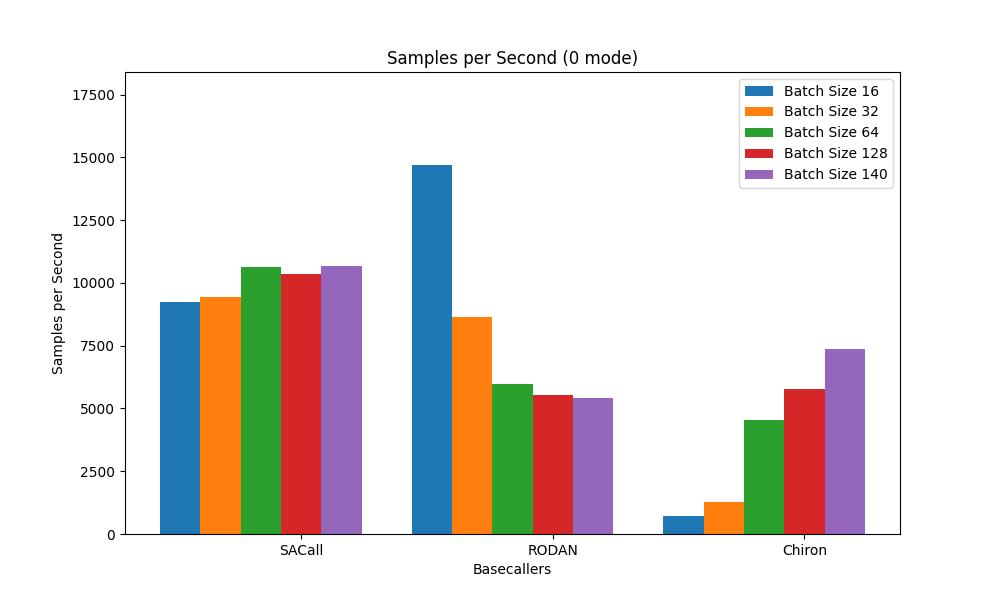 Samples per Second (0 mode)
17500
15000
12500
10000
7500
5000
2500
0
Samples per Second
Batch Size 16
Batch Size 32
Batch Size 64
Batch Size 128
Batch Size 140
SACall
RODAN
Chiron
Basecallers